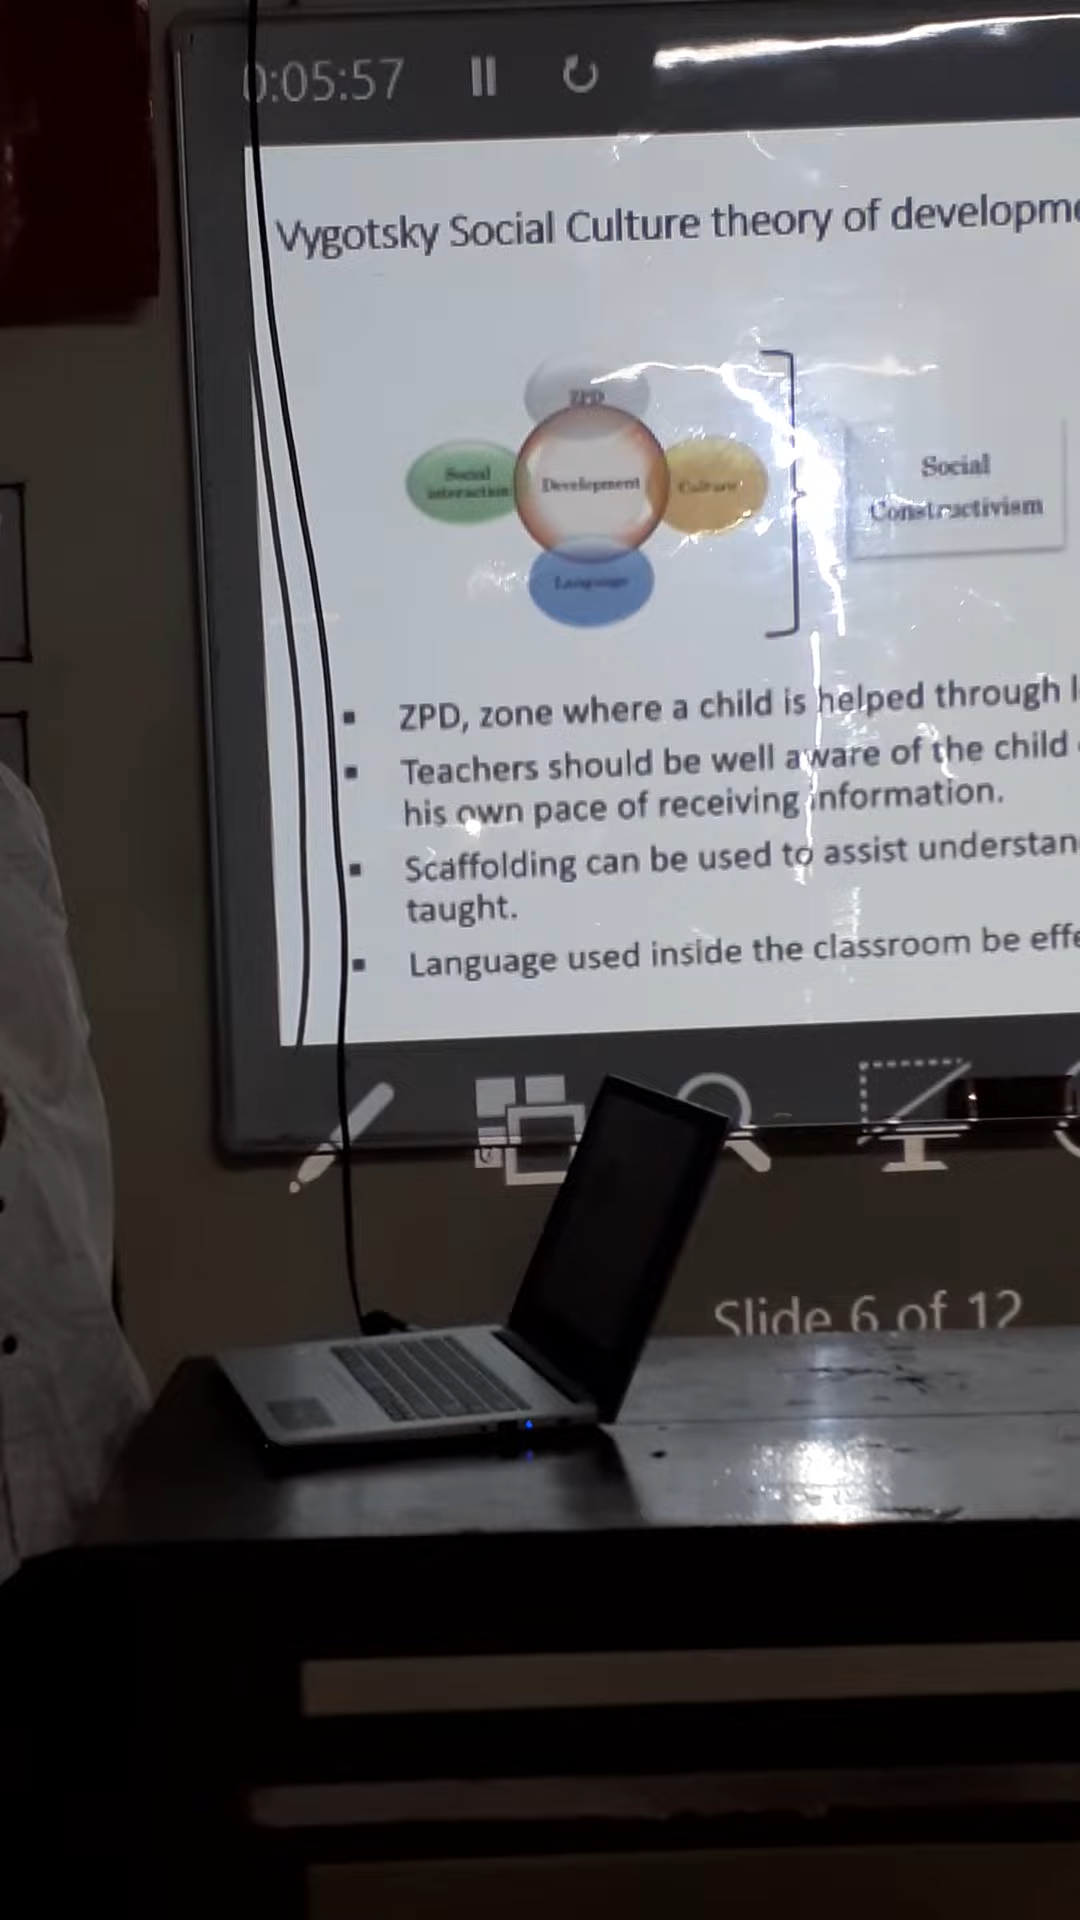 0:05:57
Vygotsky Social Culture theory of developme
ZPD
Social
interaction
Development
Culture
Language
Social
Constructivism
ZPD, zone where a child is helped through
Teachers should be well aware of the child
his own pace of receiving information.
Scaffolding can be used to assist understan
taught.
Language used inside the classroom be effe
Slide 6 of 12